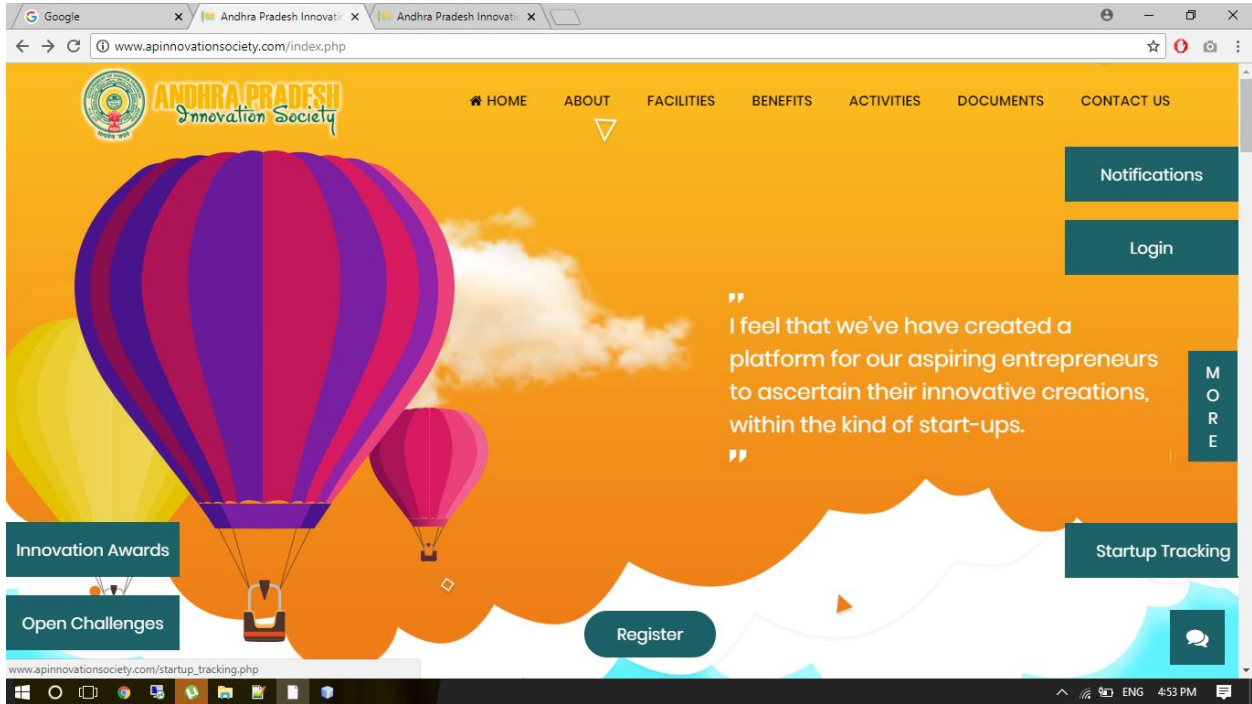 Google
Andhra Pradesh Innovatic
Andhra Pradesh Innovatic
www.apinnovationsociety.com/index.php
ANDHRA PRADESH
Innovation Society
HOME ABOUT FACILITIES BENEFITS ACTIVITIES DOCUMENTS CONTACT US
Notifications
Login
I feel that we've have created a
platform for our aspiring entrepreneurs
to ascertain their innovative creations,
within the kind of start-ups.
MORE
Innovation Awards
Startup Tracking
Open Challenges
Register
www.apinnovationsociety.com/startup_tracking.php
ENG 4:53 PM